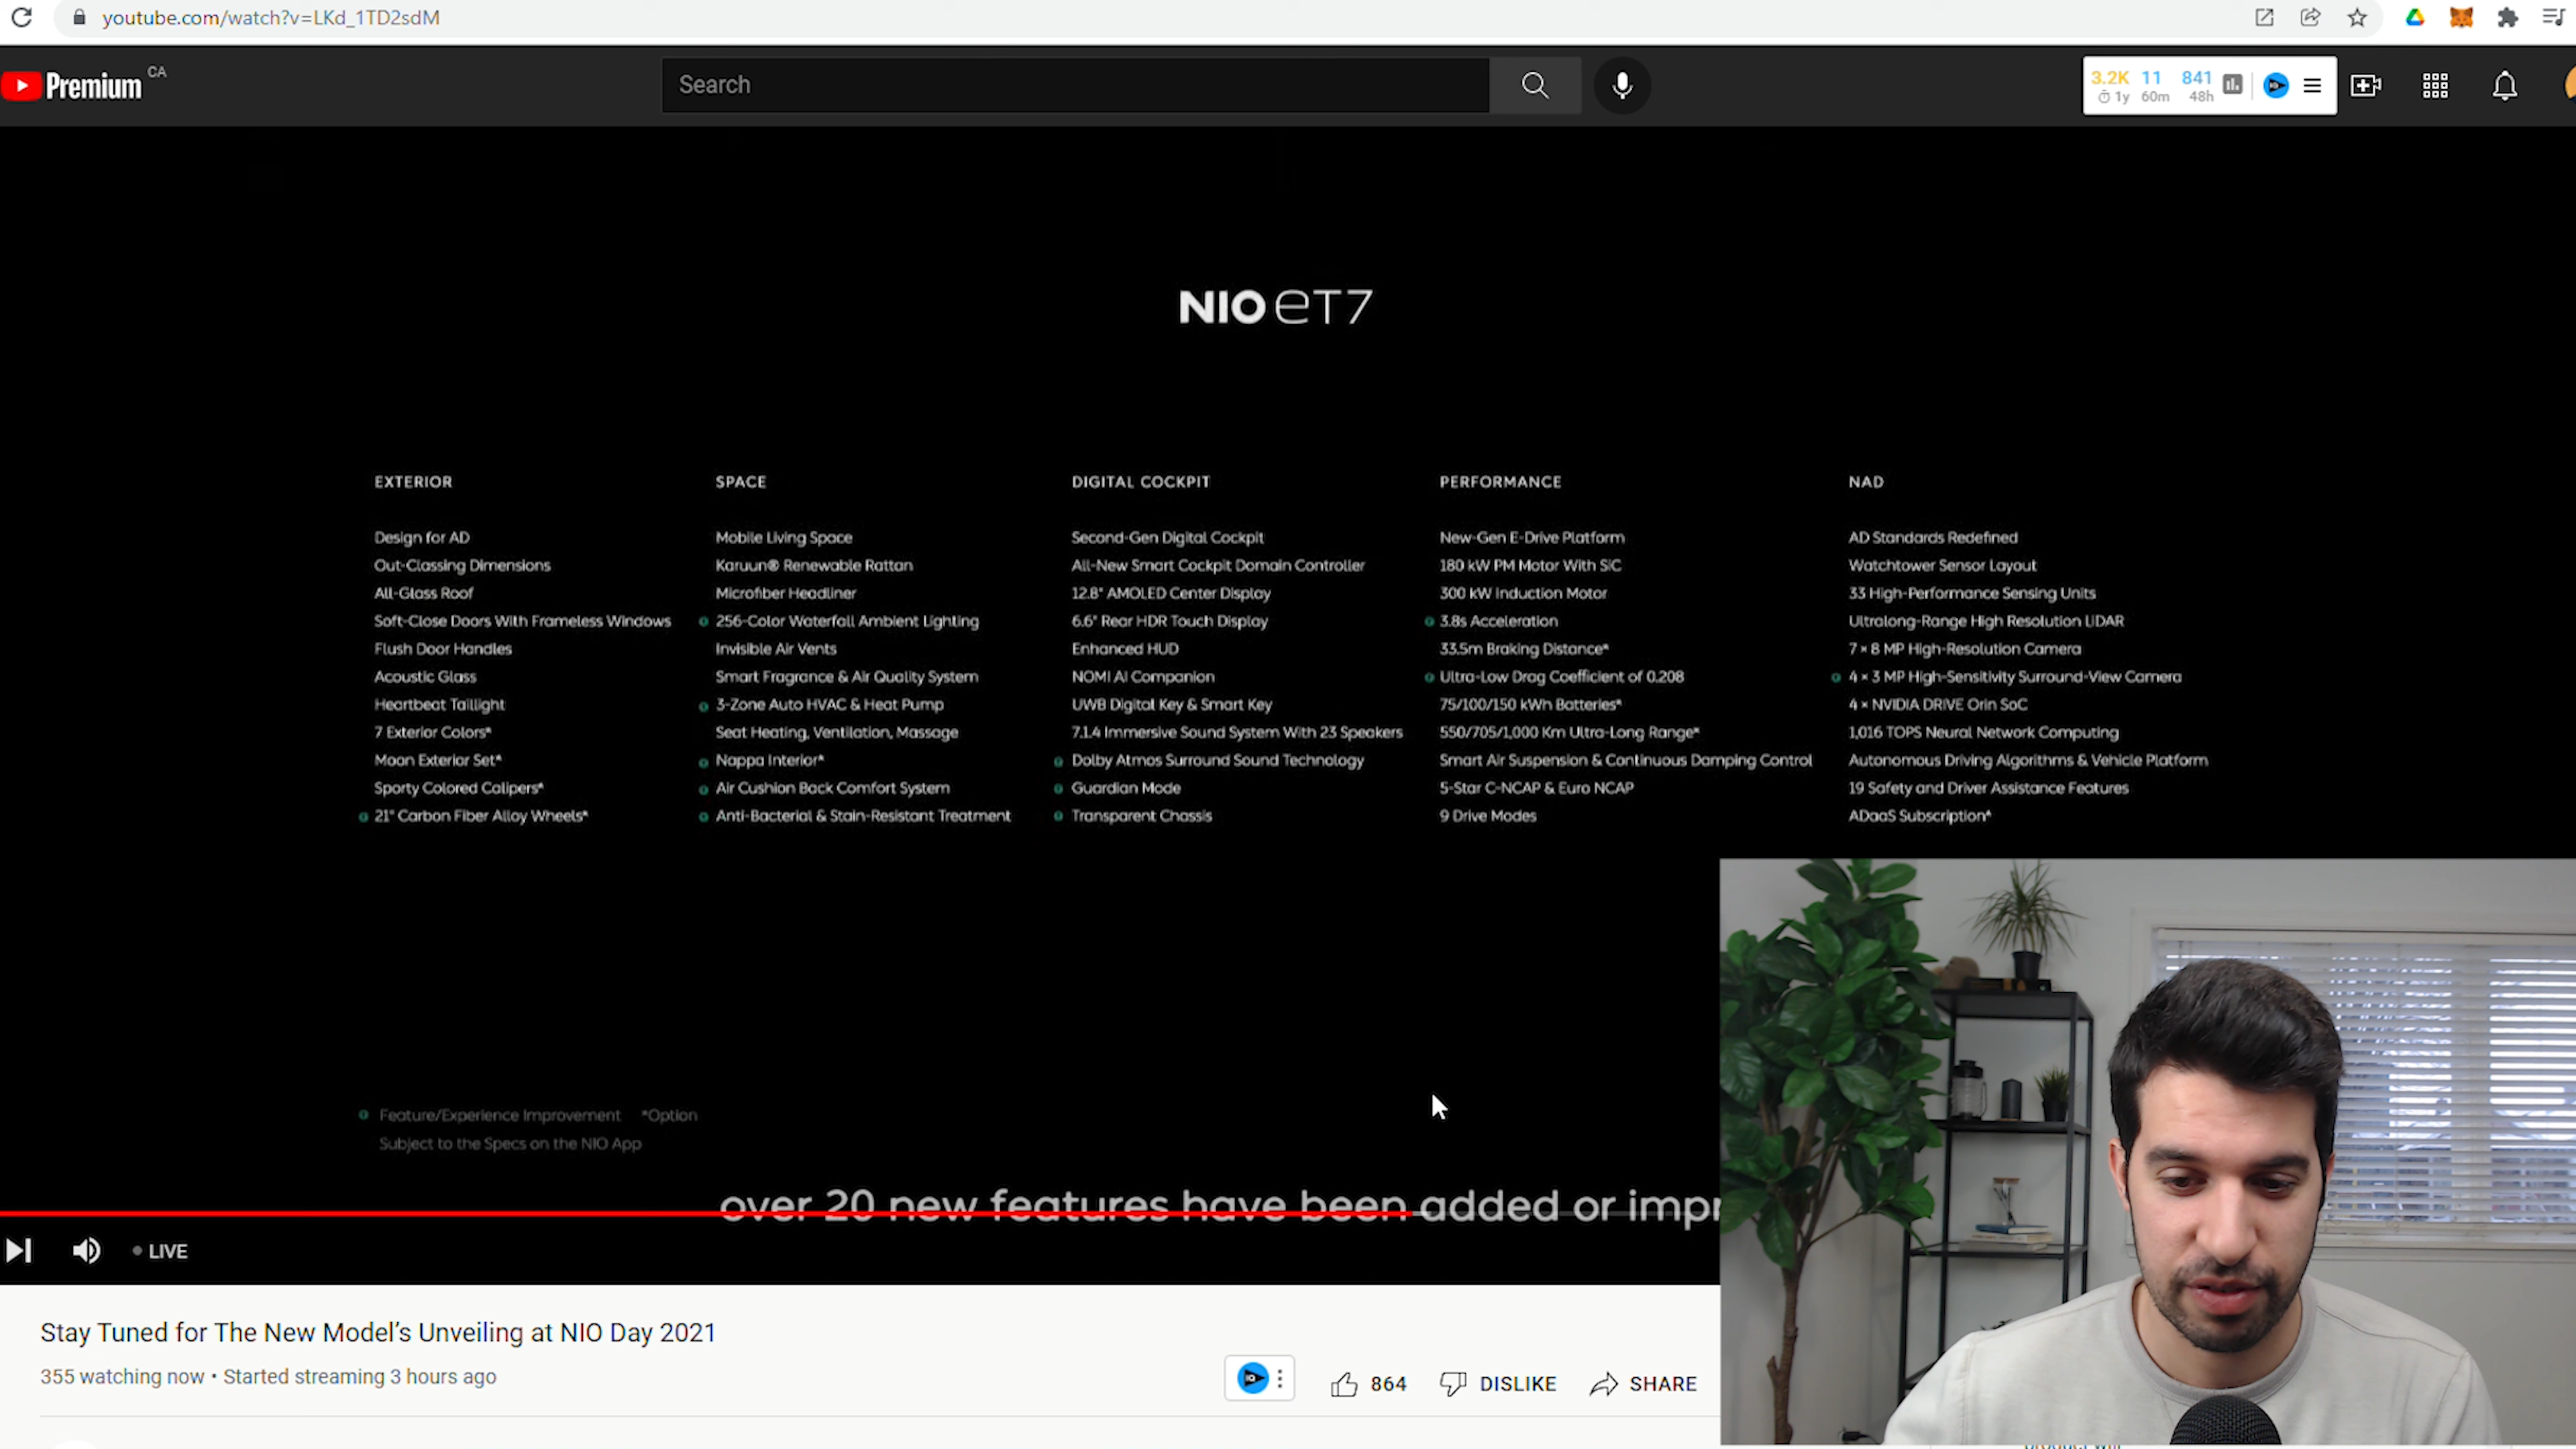 youtube.com/watch?v=LKd_1TD2sdM
Premium CA
Search
3.2K 11 841
1y 60m 48h
NIO eT7
EXTERIOR
Design for AD
Out-Classing Dimensions
All-Glass Roof
Soft-Close Doors With Frameless Windows
Flush Door Handles
Acoustic Glass
Heartbeat Taillight
7 Exterior Colors*
Moon Exterior Set*
Sporty Colored Calipers*
21" Carbon Fiber Alloy Wheels*
SPACE
Mobile Living Space
Karuun® Renewable Rattan
Microfiber Headliner
256-Color Waterfall Ambient Lighting
Invisible Air Vents
Smart Fragrance & Air Quality System
3-Zone Auto HVAC & Heat Pump
Seat Heating, Ventilation, Massage
Nappa Interior*
Air Cushion Back Comfort System
Anti-Bacterial & Stain-Resistant Treatment
DIGITAL COCKPIT
Second-Gen Digital Cockpit
All-New Smart Cockpit Domain Controller
12.8" AMOLED Center Display
6.6" Rear HDR Touch Display
Enhanced HUD
NOMI AI Companion
UWB Digital Key & Smart Key
7.1.4 Immersive Sound System With 23 Speakers
Dolby Atmos Surround Sound Technology
Guardian Mode
Transparent Chassis
PERFORMANCE
New-Gen E-Drive Platform
180 kW PM Motor With SiC
300 kW Induction Motor
3.8s Acceleration
33.5m Braking Distance*
Ultra-Low Drag Coefficient of 0.208
75/100/150 kWh Batteries*
550/705/1,000 Km Ultra-Long Range*
Smart Air Suspension & Continuous Damping Control
5-Star C-NCAP & Euro NCAP
9 Drive Modes
NAD
AD Standards Redefined
Watchtower Sensor Layout
33 High-Performance Sensing Units
Ultralong-Range High Resolution LiDAR
7 × 8 MP High-Resolution Camera
4 × 3 MP High-Sensitivity Surround-View Camera
4 × NVIDIA DRIVE Orin SoC
1,016 TOPS Neural Network Computing
Autonomous Driving Algorithms & Vehicle Platform
19 Safety and Driver Assistance Features
ADaaS Subscription*
Feature/Experience Improvement *Option
Subject to the Specs on the NIO App
over 20 new features have been added or impr
LIVE
Stay Tuned for The New Model's Unveiling at NIO Day 2021
355 watching now • Started streaming 3 hours ago
864 DISLIKE SHARE